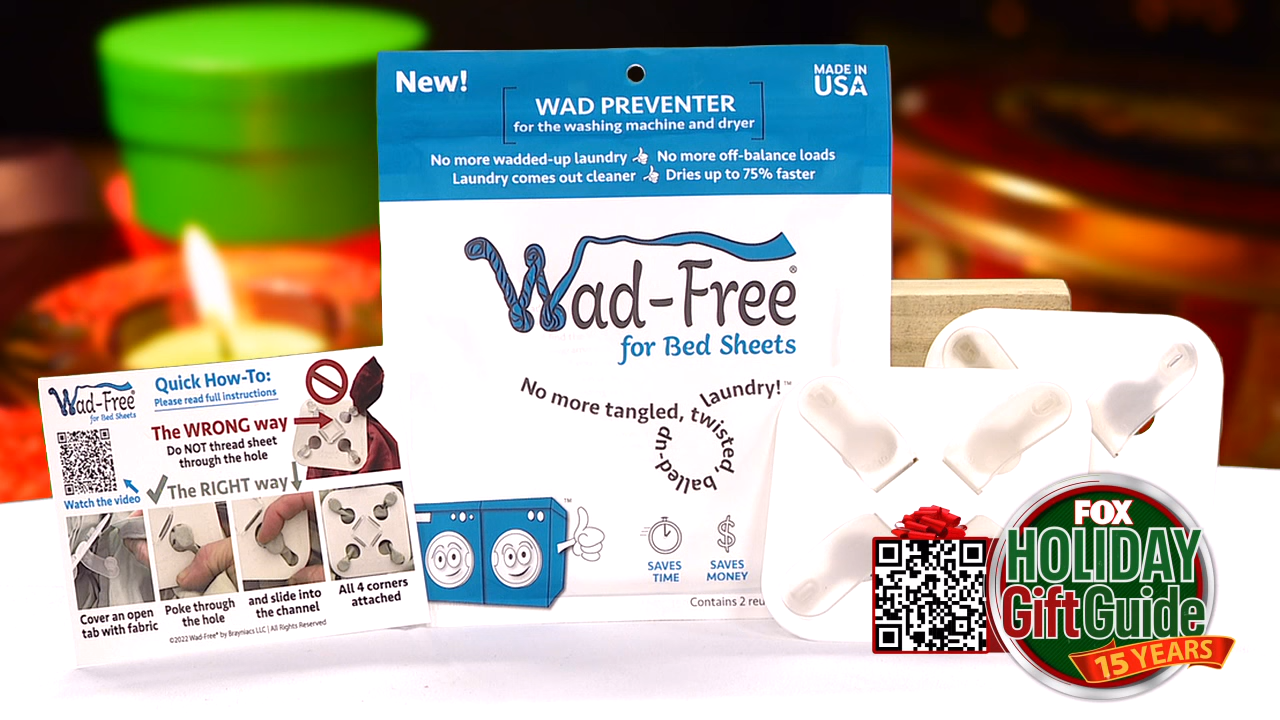 New!
MADE IN
USA
WAD PREVENTER
for the washing machine and dryer
No more wadded-up laundry No more off-balance loads
Laundry comes out cleaner Dries up to 75% faster
Wad-Free®
for Bed Sheets
No more tangled, twisted, balled-up laundry!™
™
SAVES
TIME
SAVES
MONEY
Contains 2
Wad-Free®
for Bed Sheets
Quick How-To:
Please read full instructions
The WRONG way
Do NOT thread sheet
through the hole
Watch the video
The RIGHT way
Cover an open
tab with fabric
Poke through
the hole
and slide into
the channel
All 4 corners
attached
©2022 Wad-Free® by Brayniacs LLC | All Rights Reserved
FOX
HOLIDAY
GiftGuide
15 YEARS